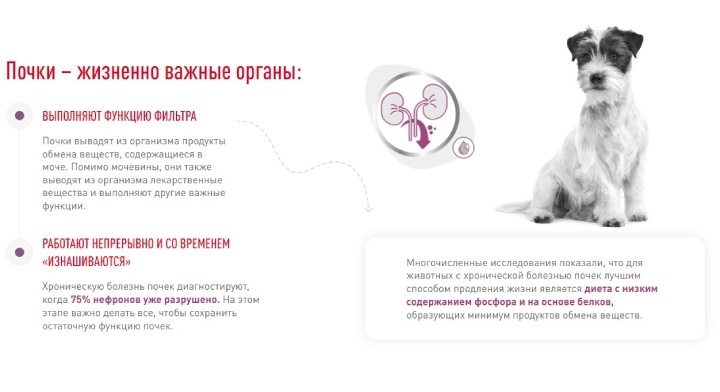 Почки – жизненно важные органы:
ВЫПОЛНЯЮТ ФУНКЦИЮ ФИЛЬТРА
Почки выводят из организма продукты
обмена веществ, содержащиеся в
моче. Помимо мочевины, они также
выводят из организма лекарственные
вещества и выполняют другие важные
функции.
РАБОТАЮТ НЕПРЕРЫВНО И СО ВРЕМЕНЕМ
«ИЗНАШИВАЮТСЯ»
Хроническую болезнь почек диагностируют,
когда 75% нефронов уже разрушено. На этом
этапе важно делать все, чтобы сохранить
остаточную функцию почек.
Многочисленные исследования показали, что для
животных с хронической болезнью почек лучшим
способом продления жизни является диета с низким
содержанием фосфора и на основе белков,
образующих минимум продуктов обмена веществ.